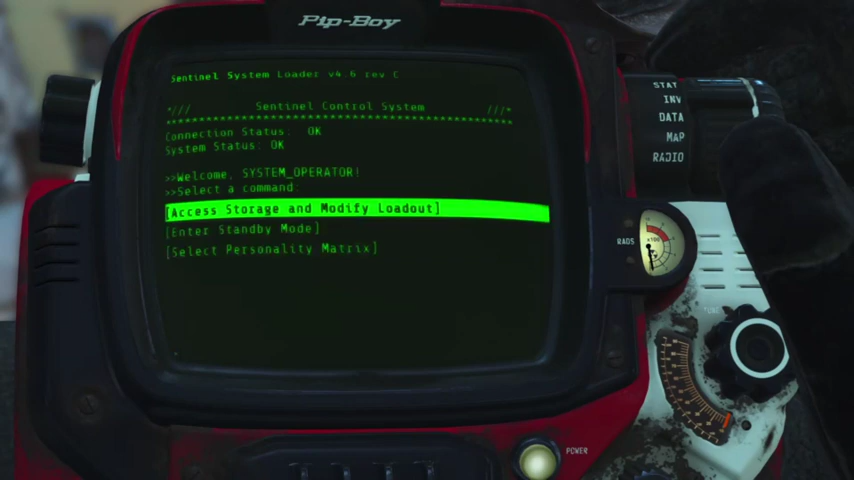 Pip-Boy
Sentinel System Loader v4.6 rev C
*/// Sentinel Control System ///*
****************************************************
Connection Status: OK
System Status: OK
>>Welcome, SYSTEM_OPERATOR!
>>Select a command:
[Access Storage and Modify Loadout]
[Enter Standby Mode]
[Select Personality Matrix]
STAT
INV
DATA
MAP
RADIO
RADS
x100
POWER